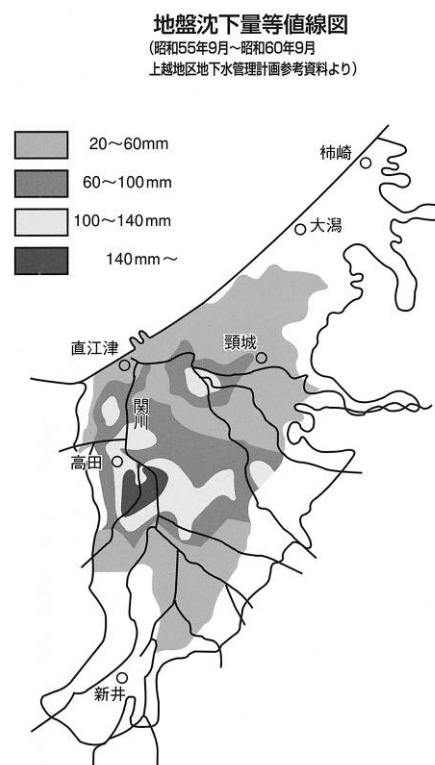 地盤沈下量等値線図
(昭和55年9月～昭和60年9月
上越地区地下水管理計画参考資料より)
20～60mm
60～100mm
100～140mm
140mm～
柿崎
大潟
直江津
頸城
関川
高田
新井